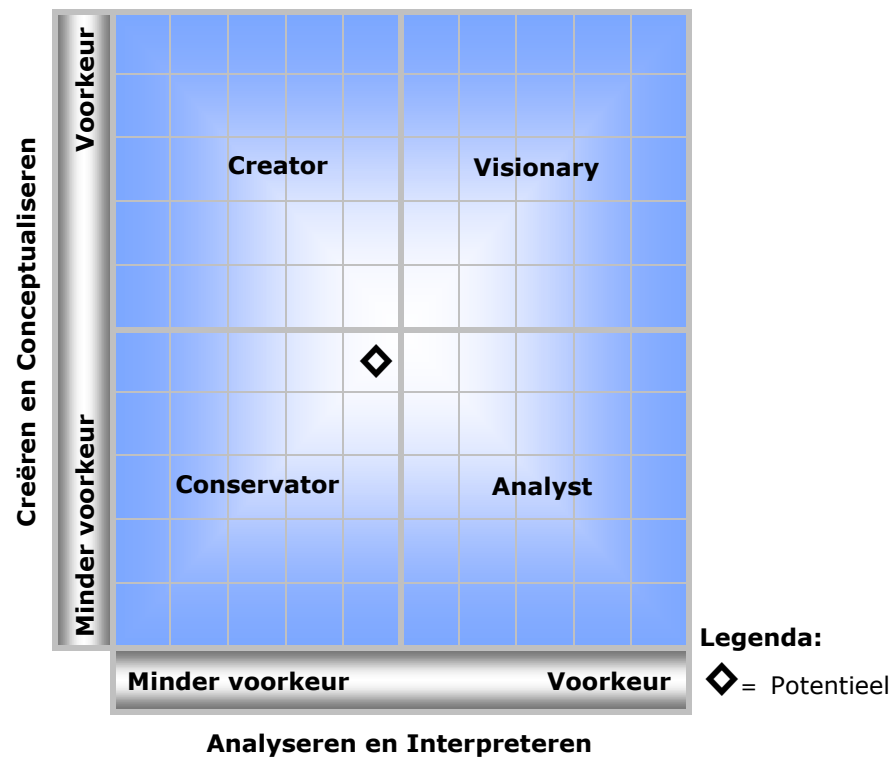 Voorkeur
Minder voorkeur
Creëren en Conceptualiseren
Creator
Visionary
Conservator
Analyst
Minder voorkeur
Voorkeur
Analyseren en Interpreteren
Legenda:
= Potentieel